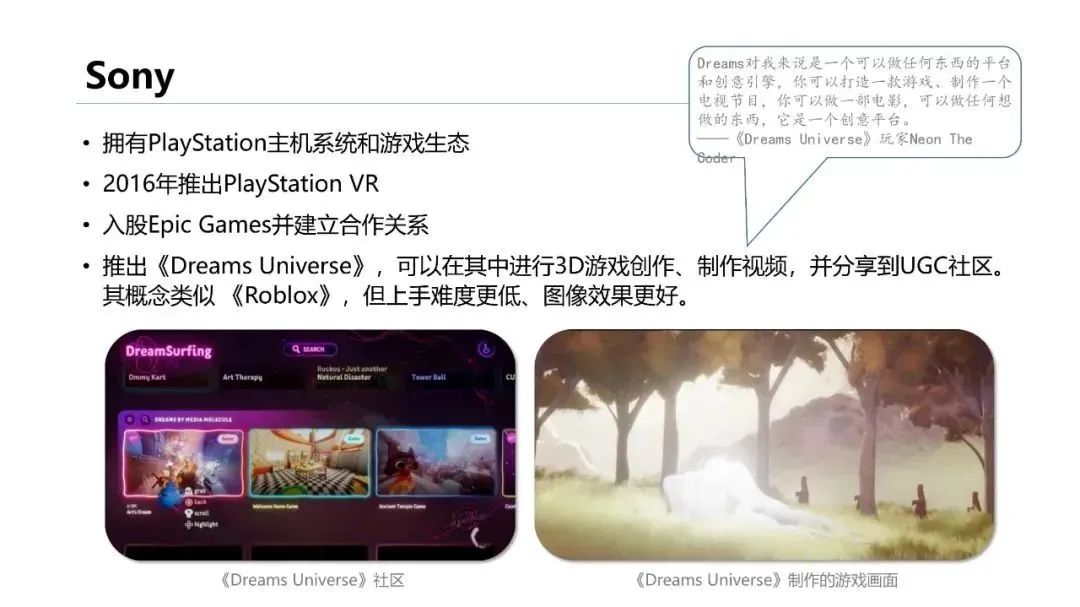 Sony
Dreams对我来说是一个可以做任何东西的平台
和创意引擎，你可以打造一款游戏、制作一个
电视节目，你可以做一部电影，可以做任何想
做的东西，它是一个创意平台。
——《Dreams Universe》玩家Neon The
Coder
• 拥有PlayStation主机系统和游戏生态
• 2016年推出PlayStation VR
• 入股Epic Games并建立合作关系
• 推出《Dreams Universe》，可以在其中进行3D游戏创作、制作视频，并分享到UGC社区。
其概念类似 《Roblox》，但上手难度更低、图像效果更好。
DreamSurfing
SEARCH
Ommy Kart
Art Therapy
Ruckus - Just another
Natural Disaster
Tower Ball
CU
DREAMS BY MEDIA MOLECULE
Game
Game
Game
Art's Dream
Welcome Home Game
Ancient Temple Game
grab
back
scroll
highlight
《Dreams Universe》社区
《Dreams Universe》制作的游戏画面